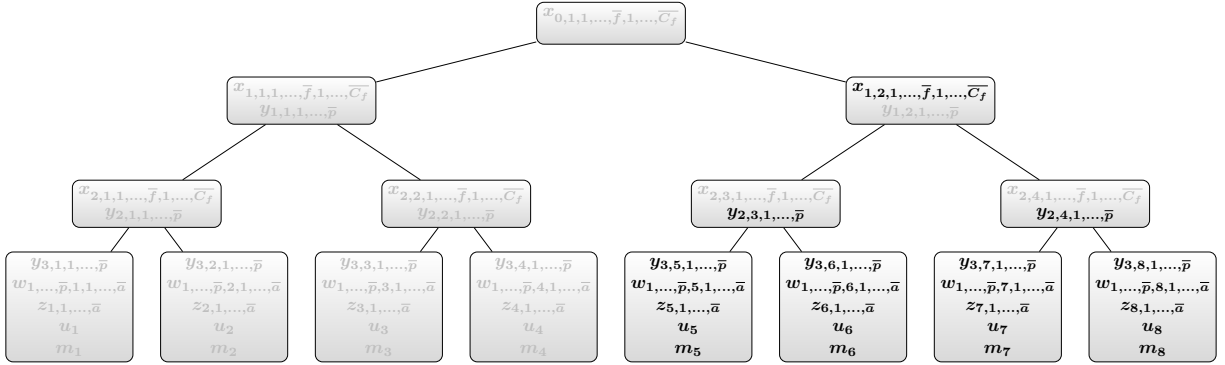 x_{0,1,1,...,\overline{f},1,...,\overline{C_f}}
x_{1,1,1,...,\overline{f},1,...,\overline{C_f}}
y_{1,1,1,...,\overline{p}}
x_{1,2,1,...,\overline{f},1,...,\overline{C_f}}
y_{1,2,1,...,\overline{p}}
x_{2,1,1,...,\overline{f},1,...,\overline{C_f}}
y_{2,1,1,...,\overline{p}}
x_{2,2,1,...,\overline{f},1,...,\overline{C_f}}
y_{2,2,1,...,\overline{p}}
x_{2,3,1,...,\overline{f},1,...,\overline{C_f}}
y_{2,3,1,...,\overline{p}}
x_{2,4,1,...,\overline{f},1,...,\overline{C_f}}
y_{2,4,1,...,\overline{p}}
y_{3,1,1,...,\overline{p}}
w_{1,...,\overline{p},1,1,...,\overline{a}}
z_{1,1,...,\overline{a}}
u_1
m_1
y_{3,2,1,...,\overline{p}}
w_{1,...,\overline{p},2,1,...,\overline{a}}
z_{2,1,...,\overline{a}}
u_2
m_2
y_{3,3,1,...,\overline{p}}
w_{1,...,\overline{p},3,1,...,\overline{a}}
z_{3,1,...,\overline{a}}
u_3
m_3
y_{3,4,1,...,\overline{p}}
w_{1,...,\overline{p},4,1,...,\overline{a}}
z_{4,1,...,\overline{a}}
u_4
m_4
y_{3,5,1,...,\overline{p}}
w_{1,...,\overline{p},5,1,...,\overline{a}}
z_{5,1,...,\overline{a}}
u_5
m_5
y_{3,6,1,...,\overline{p}}
w_{1,...,\overline{p},6,1,...,\overline{a}}
z_{6,1,...,\overline{a}}
u_6
m_6
y_{3,7,1,...,\overline{p}}
w_{1,...,\overline{p},7,1,...,\overline{a}}
z_{7,1,...,\overline{a}}
u_7
m_7
y_{3,8,1,...,\overline{p}}
w_{1,...,\overline{p},8,1,...,\overline{a}}
z_{8,1,...,\overline{a}}
u_8
m_8